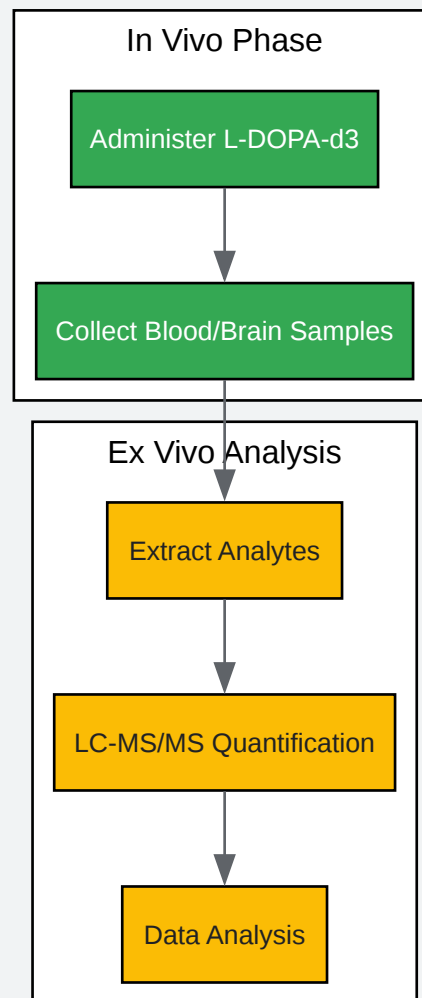 In Vivo Phase
Administer L-DOPA-d3
Collect Blood/Brain Samples
Ex Vivo Analysis
Extract Analytes
LC-MS/MS Quantification
Data Analysis